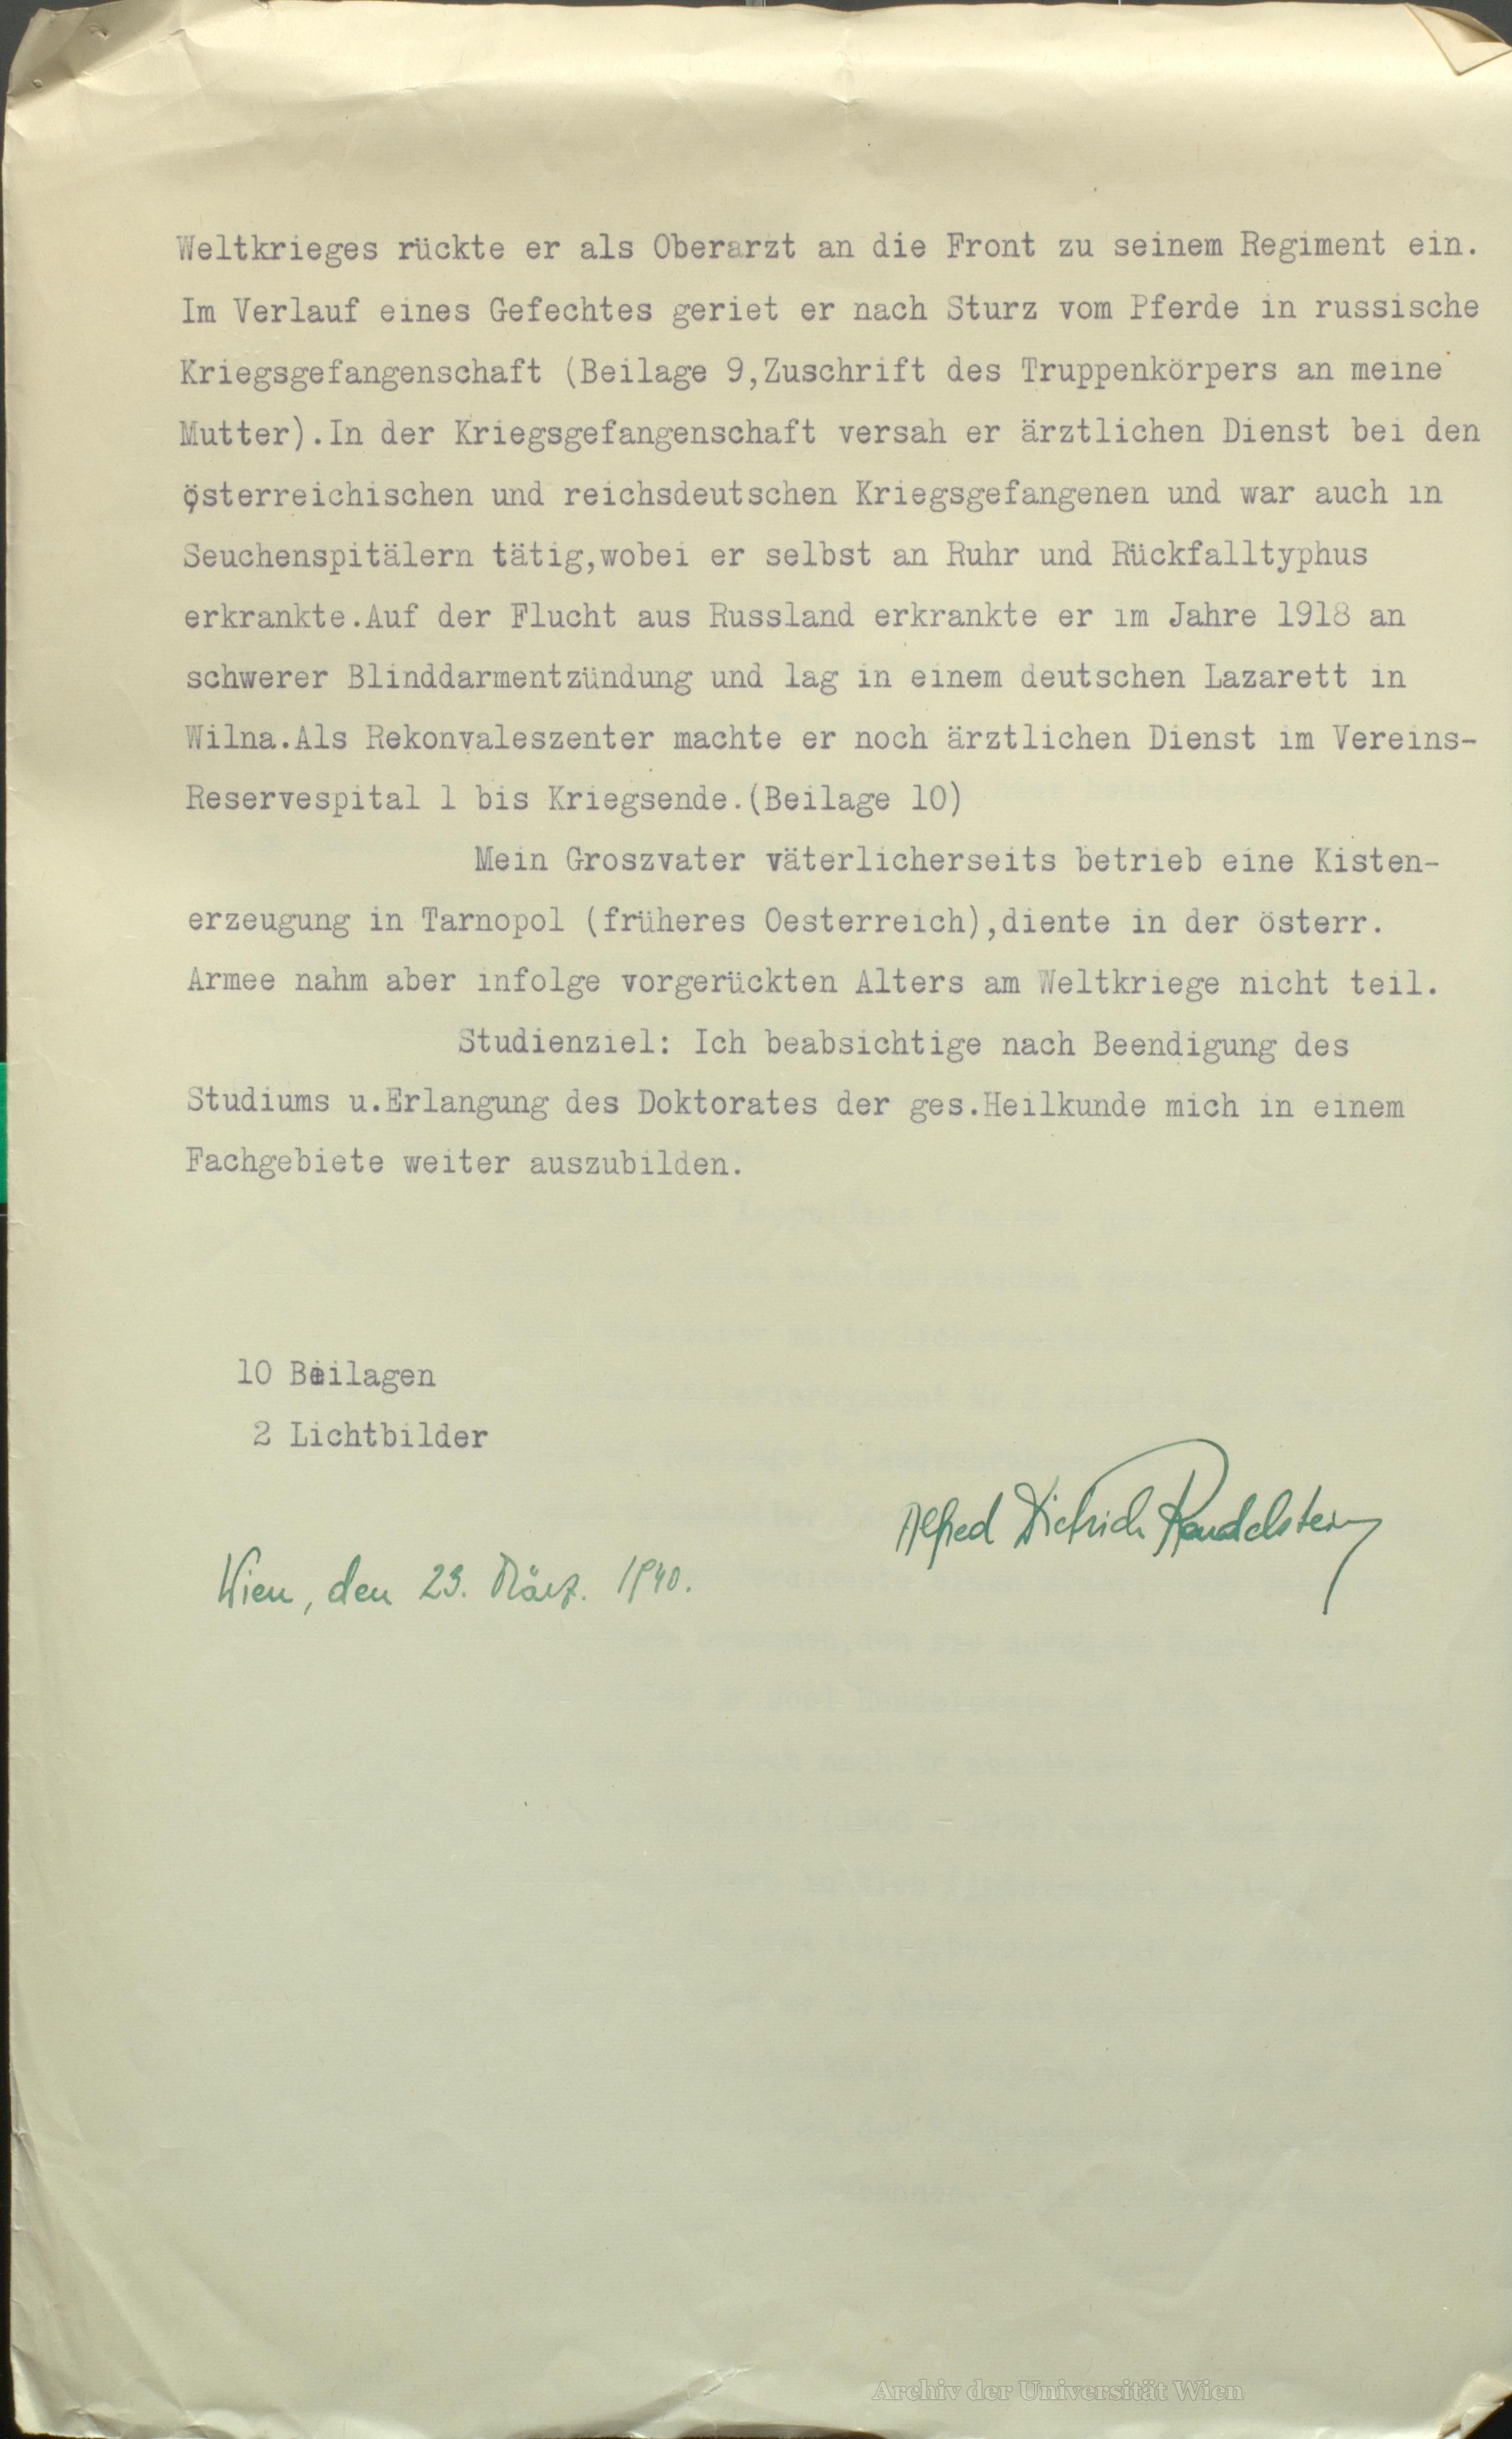 Weltkrieges rückte er als Oberarzt an die Front zu seinem Regiment ein.
Im Verlauf eines Gefechtes geriet er nach Sturz vom Pferde in russische
Kriegsgefangenschaft (Beilage 9,Zuschrift des Truppenkörpers an meine
Mutter).In der Kriegsgefangenschaft versah er ärztlichen Dienst bei den
österreichischen und reichsdeutschen Kriegsgefangenen und war auch in
Seuchenspitälern tätig,wobei er selbst an Ruhr und Rückfalltyphus
erkrankte.Auf der Flucht aus Russland erkrankte er im Jahre 1918 an
schwerer Blinddarmentzündung und lag in einem deutschen Lazarett in
Wilna.Als Rekonvaleszenter machte er noch ärztlichen Dienst im Vereins-
Reservespital 1 bis Kriegsende.(Beilage 10)
Mein Groszvater väterlicherseits betrieb eine Kisten-
erzeugung in Tarnopol (früheres Oesterreich),diente in der österr.
Armee nahm aber infolge vorgerückten Alters am Weltkriege nicht teil.
Studienziel: Ich beabsichtige nach Beendigung des
Studiums u.Erlangung des Doktorates der ges.Heilkunde mich in einem
Fachgebiete weiter auszubilden.
10 Beilagen
2 Lichtbilder
Alfred Dietrich
Wien, den 23. März. 1940.
Archiv der Universität Wien